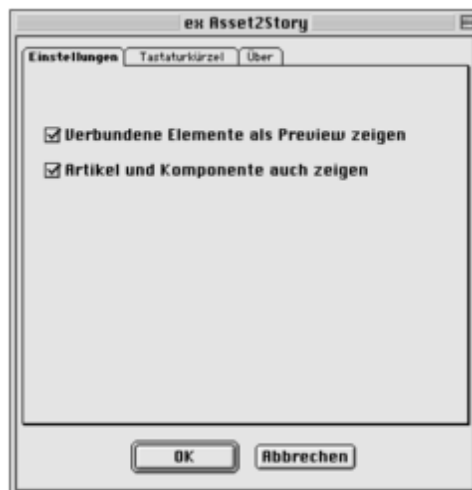 ex Asset2Story
Einstellungen Tastaturkürzel Über
Verbundene Elemente als Preview zeigen
Artikel und Komponente auch zeigen
OK Abbrechen